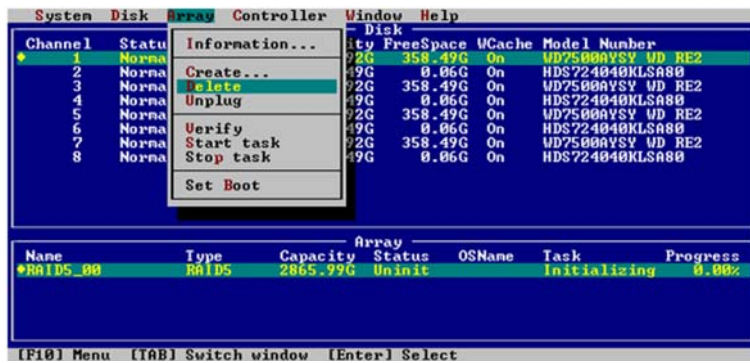 System Disk Array Controller Window Help
Disk
Channel Statu ity FreeSpace WCache Model Number
1 Norma 92G 358.49G On WD7500AYSY WD RE2
2 Norma 49G 0.06G On HDS724040KLSA80
3 Norma 92G 358.49G On WD7500AYSY WD RE2
4 Norma 49G 0.06G On HDS724040KLSA80
5 Norma 92G 358.49G On WD7500AYSY WD RE2
6 Norma 49G 0.06G On HDS724040KLSA80
7 Norma 92G 358.49G On WD7500AYSY WD RE2
8 Norma 49G 0.06G On HDS724040KLSA80
Information...
Create...
Delete
Unplug
Verify
Start task
Stop task
Set Boot
Array
Name Type Capacity Status OSName Task Progress
RAID5_00 RAID5 2865.99G Uninit Initializing 0.00%
[F10] Menu [TAB] Switch window [Enter] Select